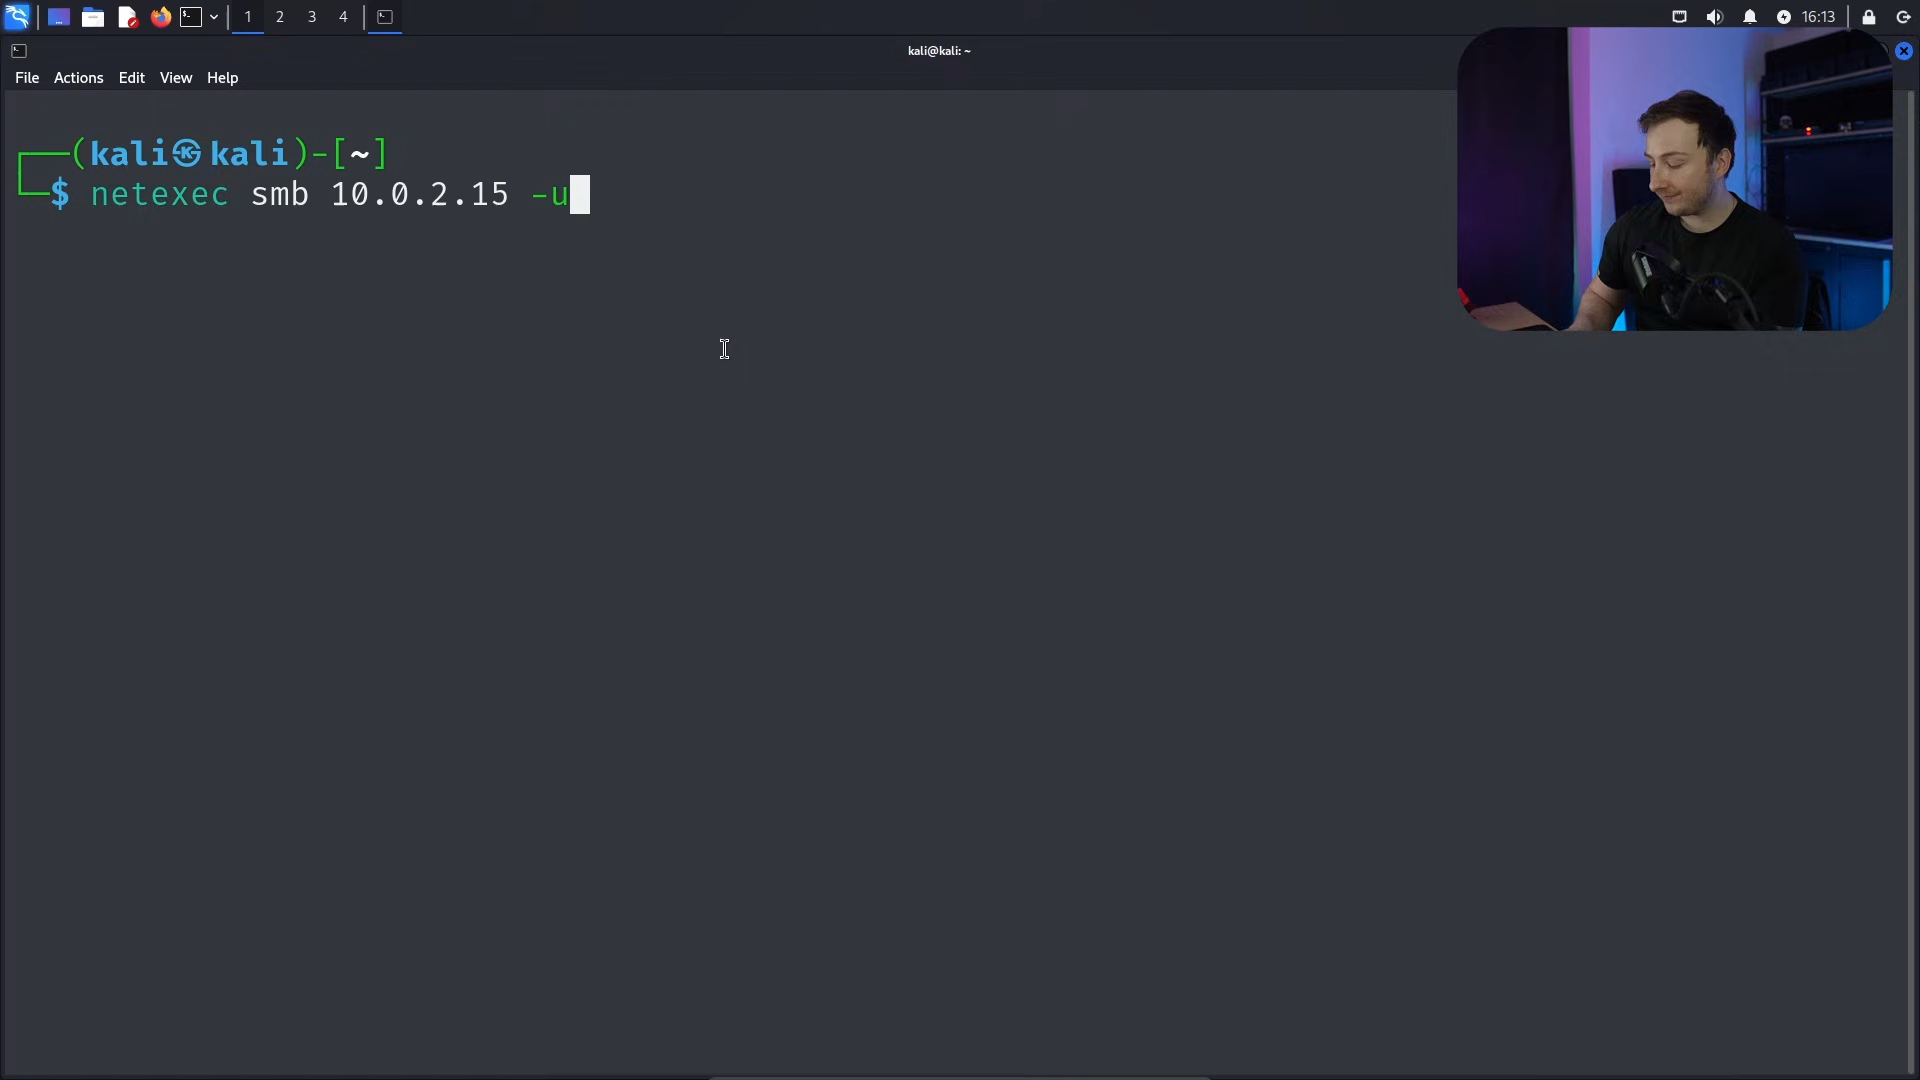 1 2 3 4
16:13
kali@kali: ~
File Actions Edit View Help
┌──(kali㉿kali)-[~]
└─$ netexec smb 10.0.2.15 -u